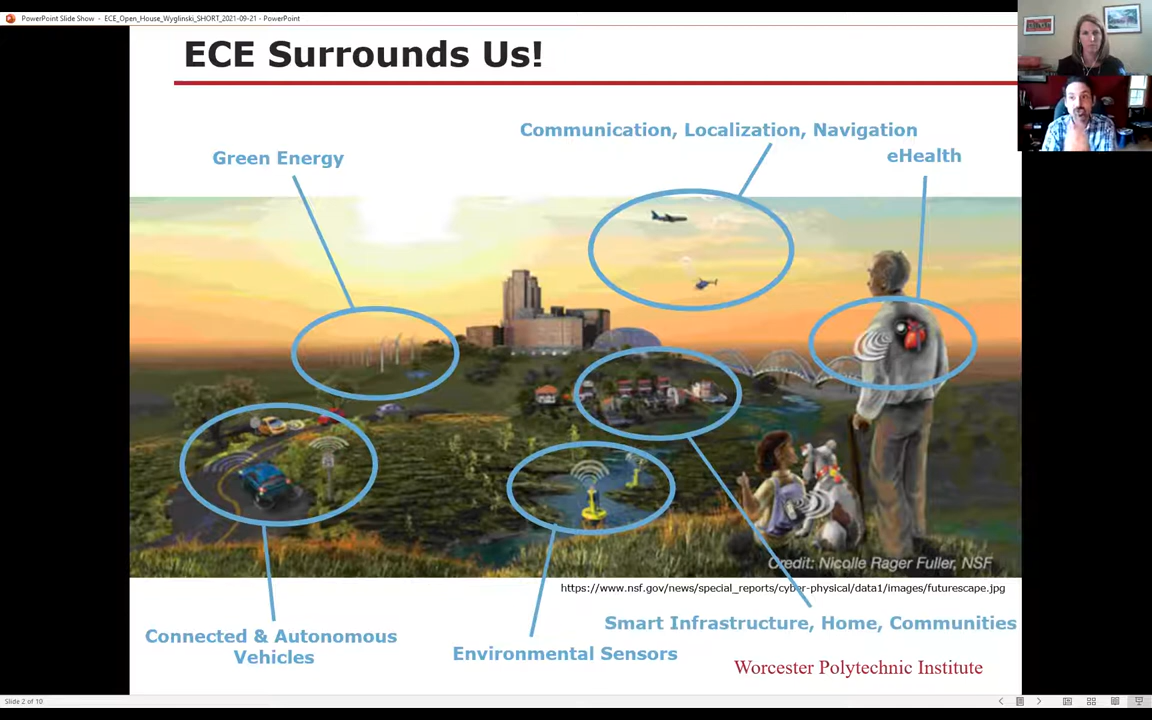 PowerPoint Slide Show - ECE_Open_House_Wyglinski_SHORT_2021-09-21 - PowerPoint
ECE Surrounds Us!
Communication, Localization, Navigation
Green Energy
eHealth
Credit: Nicolle Rager Fuller, NSF
https://www.nsf.gov/news/special_reports/cyber-physical/data1/images/futurescape.jpg
Smart Infrastructure, Home, Communities
Connected & Autonomous
Vehicles
Environmental Sensors
Worcester Polytechnic Institute
Slide 2 of 10